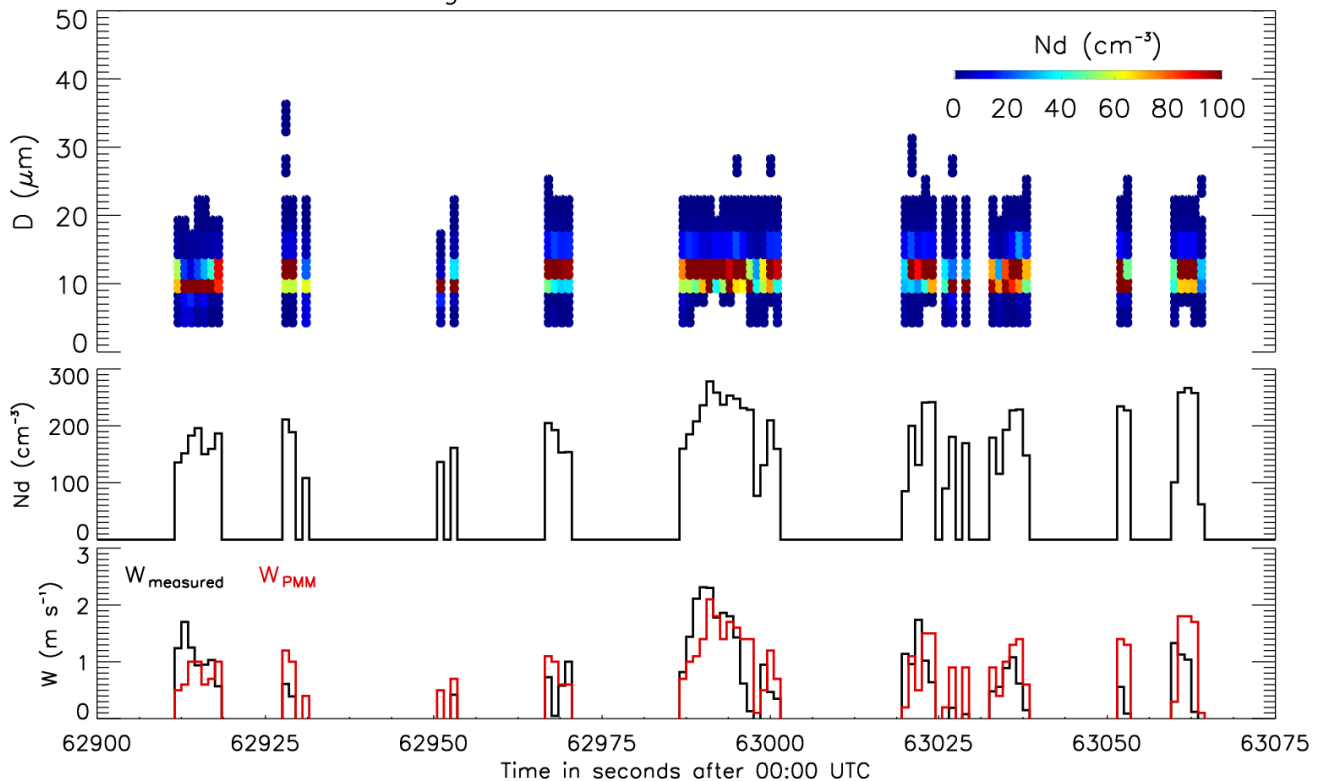 50
40
30
20
10
0
D (μm)
Nd (cm⁻³)
0 20 40 60 80 100
300
200
100
0
Nd (cm⁻³)
3
2
1
0
W (m s⁻¹)
W_measured W_PMM
62900 62925 62950 62975 63000 63025 63050 63075
Time in seconds after 00:00 UTC